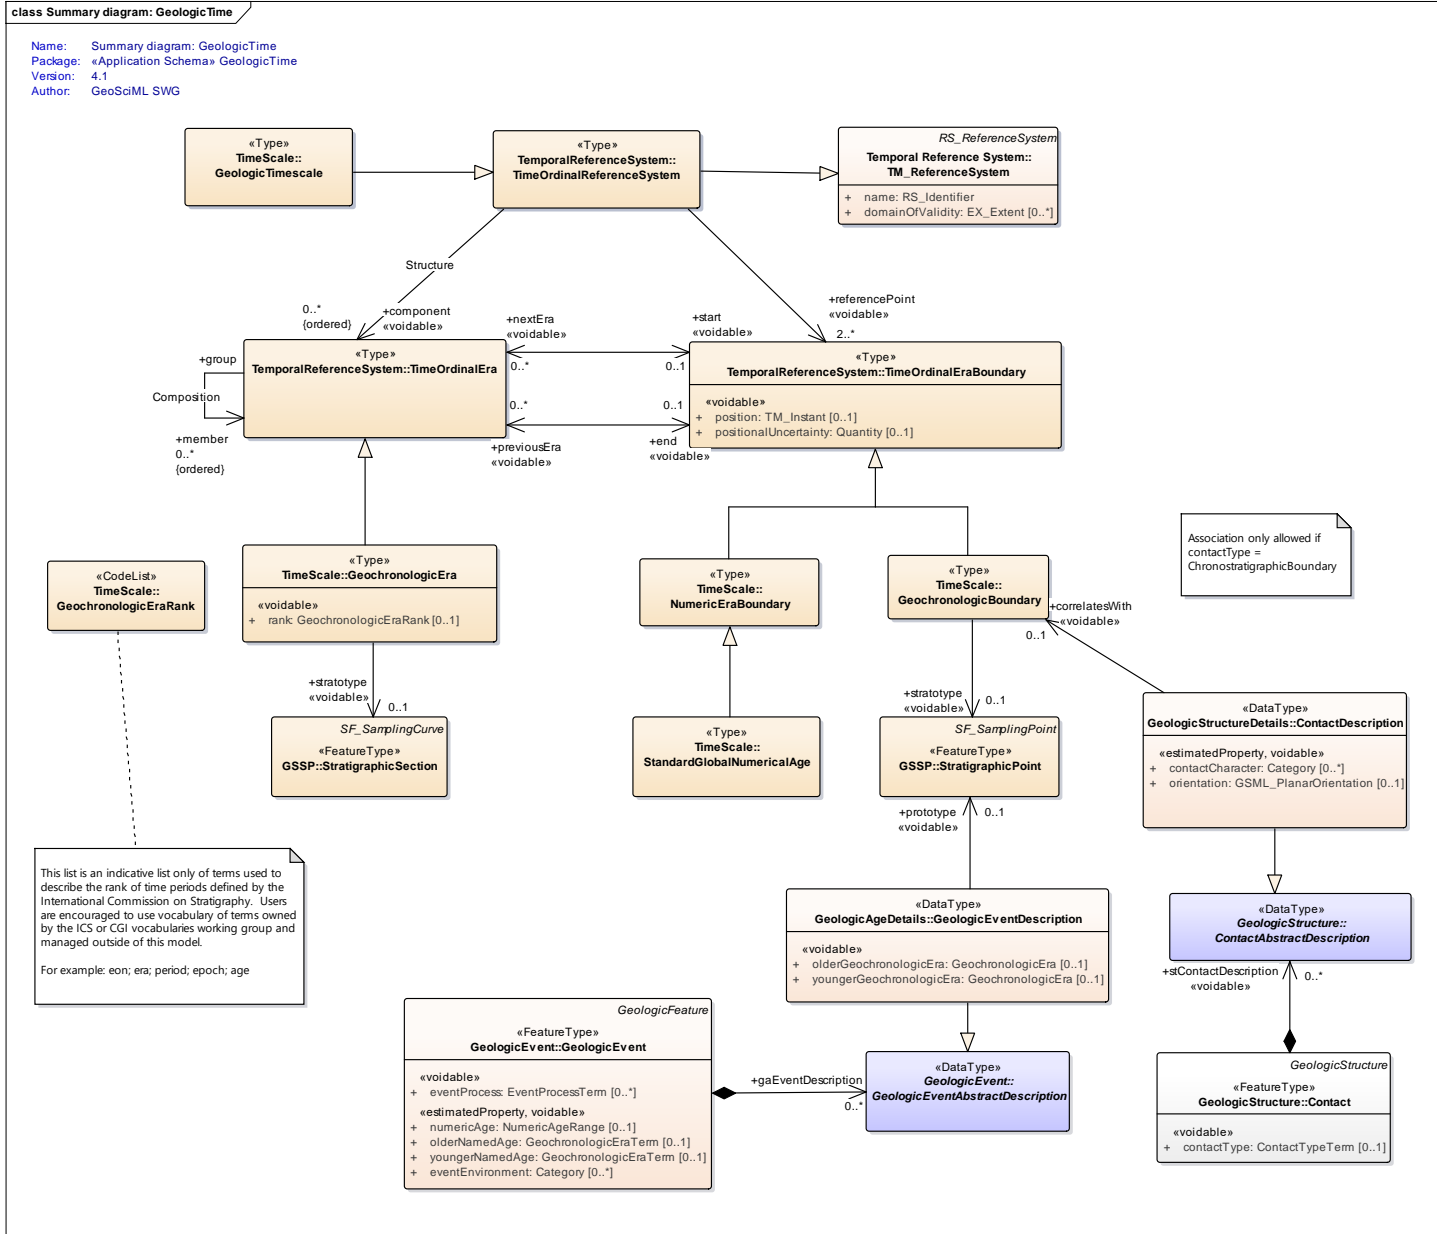 class Summary diagram: GeologicTime
Name: Summary diagram: GeologicTime
Package: «Application Schema» GeologicTime
Version: 4.1
Author: GeoSciML SWG
«Type»
TimeScale::
GeologicTimescale
«Type»
TemporalReferenceSystem::
TimeOrdinalReferenceSystem
RS_ReferenceSystem
Temporal Reference System::
TM_ReferenceSystem
+ name: RS_Identifier
+ domainOfValidity: EX_Extent [0..*]
Structure
0..*
{ordered}
+component
«voidable»
+referencePoint
«voidable»
2..*
+nextEra
«voidable»
0..*
+start
«voidable»
0..1
«Type»
TemporalReferenceSystem::TimeOrdinalEra
+group
Composition
+member
0..*
{ordered}
0..*
+previousEra
«voidable»
0..1
+end
«voidable»
«Type»
TemporalReferenceSystem::TimeOrdinalEraBoundary
«voidable»
+ position: TM_Instant [0..1]
+ positionalUncertainty: Quantity [0..1]
Association only allowed if
contactType =
ChronostratigraphicBoundary
«CodeList»
TimeScale::
GeochronologicEraRank
«Type»
TimeScale::GeochronologicEra
«voidable»
+ rank: GeochronologicEraRank [0..1]
«Type»
TimeScale::
NumericEraBoundary
«Type»
TimeScale::
GeochronologicBoundary
+correlatesWith
«voidable»
0..1
+stratotype
«voidable»
0..1
+stratotype
«voidable»
0..1
SF_SamplingCurve
«FeatureType»
GSSP::StratigraphicSection
«Type»
TimeScale::
StandardGlobalNumericalAge
SF_SamplingPoint
«FeatureType»
GSSP::StratigraphicPoint
«DataType»
GeologicStructureDetails::ContactDescription
«estimatedProperty, voidable»
+ contactCharacter: Category [0..*]
+ orientation: GSML_PlanarOrientation [0..1]
+prototype
«voidable»
0..1
This list is an indicative list only of terms used to
describe the rank of time periods defined by the
International Commission on Stratigraphy. Users
are encouraged to use vocabulary of terms owned
by the ICS or CGI vocabularies working group and
managed outside of this model.
For example: eon; era; period; epoch; age
«DataType»
GeologicAgeDetails::GeologicEventDescription
«voidable»
+ olderGeochronologicEra: GeochronologicEra [0..1]
+ youngerGeochronologicEra: GeochronologicEra [0..1]
«DataType»
GeologicStructure::
ContactAbstractDescription
+stContactDescription
«voidable»
0..*
GeologicFeature
«FeatureType»
GeologicEvent::GeologicEvent
«voidable»
+ eventProcess: EventProcessTerm [0..*]
«estimatedProperty, voidable»
+ numericAge: NumericAgeRange [0..1]
+ olderNamedAge: GeochronologicEraTerm [0..1]
+ youngerNamedAge: GeochronologicEraTerm [0..1]
+ eventEnvironment: Category [0..*]
+gaEventDescription
0..*
«DataType»
GeologicEvent::
GeologicEventAbstractDescription
GeologicStructure
«FeatureType»
GeologicStructure::Contact
«voidable»
+ contactType: ContactTypeTerm [0..1]